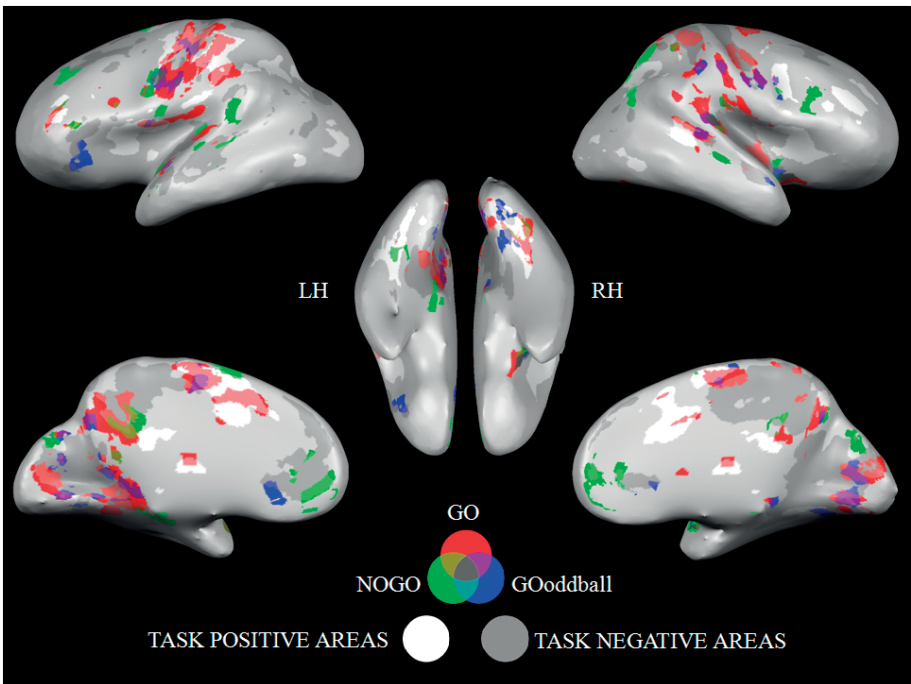 LH
RH
GO
NOGO
GOoddball
TASK POSITIVE AREAS
TASK NEGATIVE AREAS